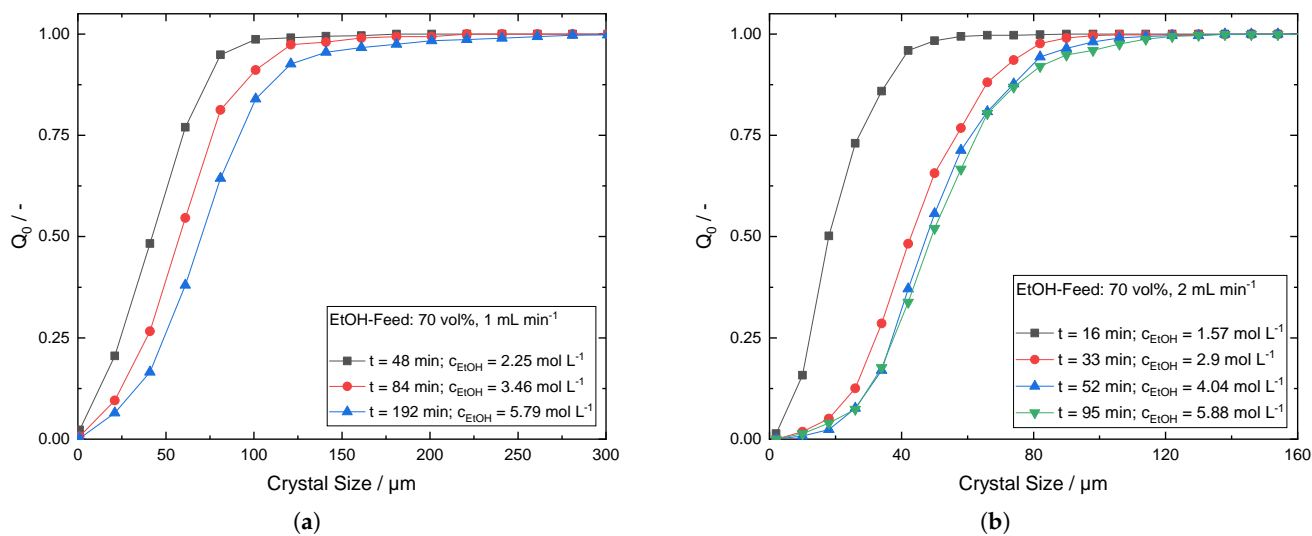 1.00
0.75
0.50
0.25
0.00
Q0 / -
0 50 100 150 200 250 300
Crystal Size / µm
EtOH-Feed: 70 vol%, 1 mL min-1
t = 48 min; cEtOH = 2.25 mol L-1
t = 84 min; cEtOH = 3.46 mol L-1
t = 192 min; cEtOH = 5.79 mol L-1
(a)
1.00
0.75
0.50
0.25
0.00
Q0 / -
0 40 80 120 160
Crystal Size / µm
EtOH-Feed: 70 vol%, 2 mL min-1
t = 16 min; cEtOH = 1.57 mol L-1
t = 33 min; cEtOH = 2.9 mol L-1
t = 52 min; cEtOH = 4.04 mol L-1
t = 95 min; cEtOH = 5.88 mol L-1
(b)